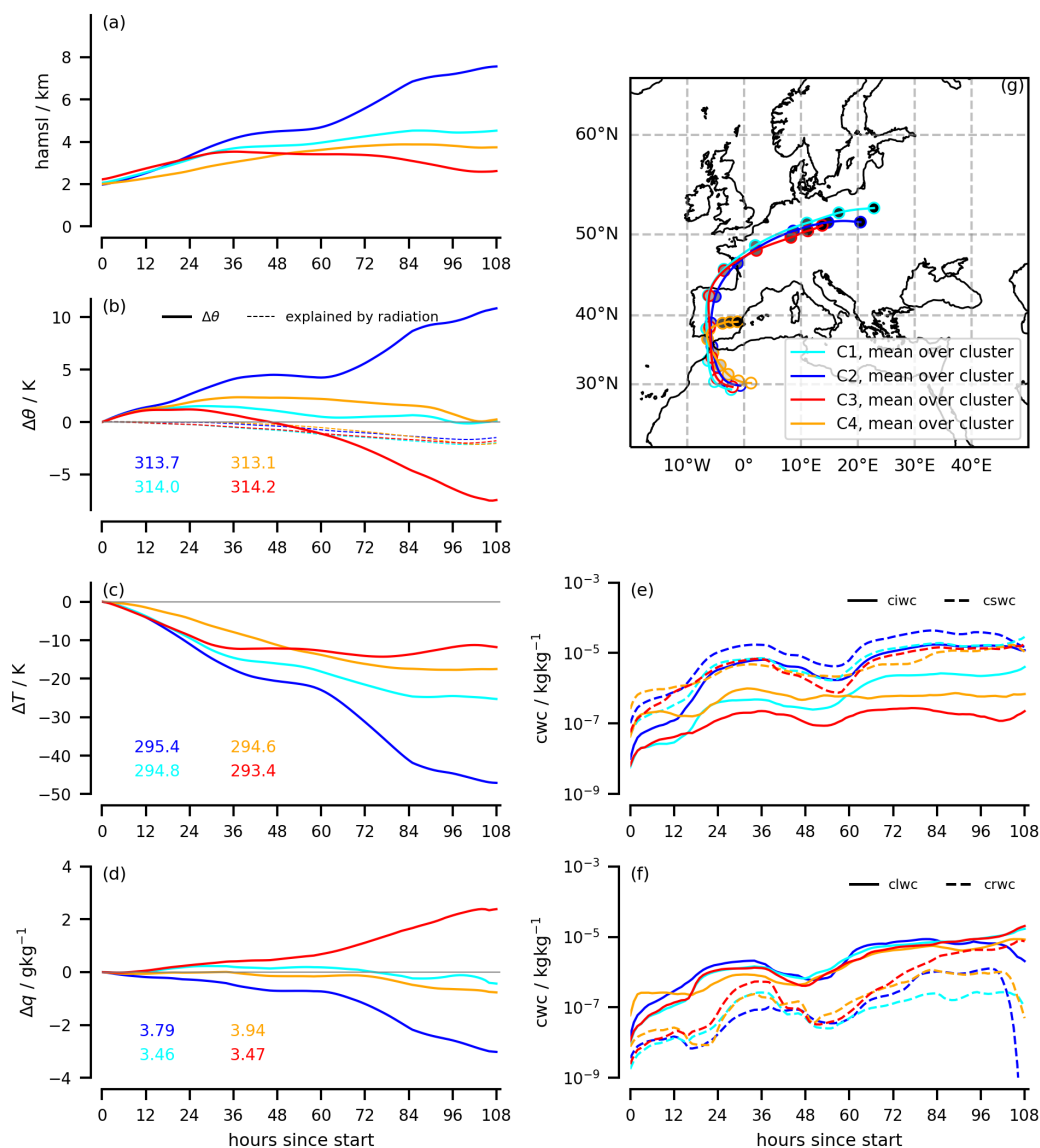 (a)
hamsl / km
8
6
4
2
0
0 12 24 36 48 60 72 84 96 108
(b)
Δθ / K
Δθ explained by radiation
10
5
0
−5
313.7 313.1
314.0 314.2
0 12 24 36 48 60 72 84 96 108
(c)
ΔT / K
0
−10
−20
−30
−40
−50
295.4 294.6
294.8 293.4
0 12 24 36 48 60 72 84 96 108
(d)
Δq / gkg⁻¹
4
2
0
−2
−4
3.79 3.94
3.46 3.47
0 12 24 36 48 60 72 84 96 108
hours since start
(g)
60°N
50°N
40°N
30°N
C1, mean over cluster
C2, mean over cluster
C3, mean over cluster
C4, mean over cluster
10°W 0° 10°E 20°E 30°E 40°E
(e)
cwc / kgkg⁻¹
ciwc cswc
10⁻³
10⁻⁵
10⁻⁷
10⁻⁹
0 12 24 36 48 60 72 84 96 108
(f)
cwc / kgkg⁻¹
clwc crwc
10⁻³
10⁻⁵
10⁻⁷
10⁻⁹
0 12 24 36 48 60 72 84 96 108
hours since start